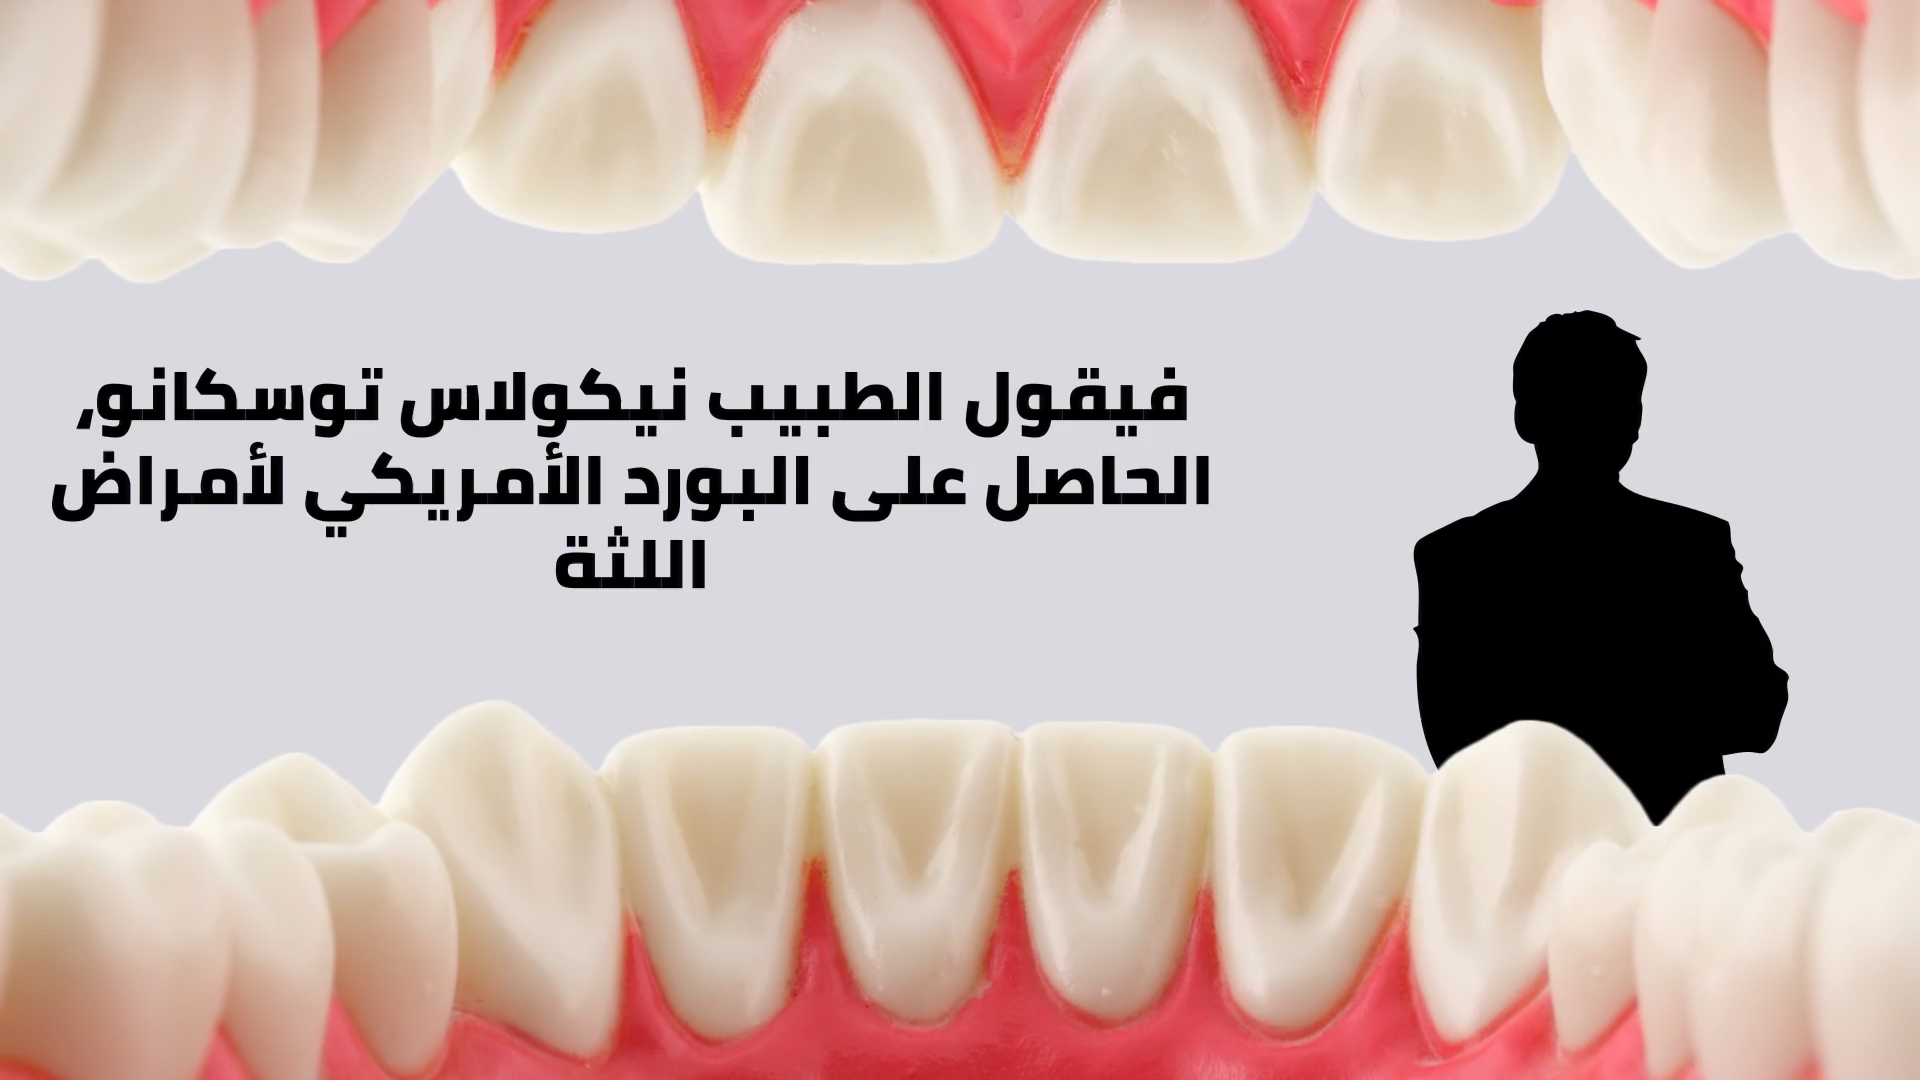 فيقول الطبيب نيكولاس توسكانو،
الحاصل على البورد الأمريكي لأمراض
اللثة